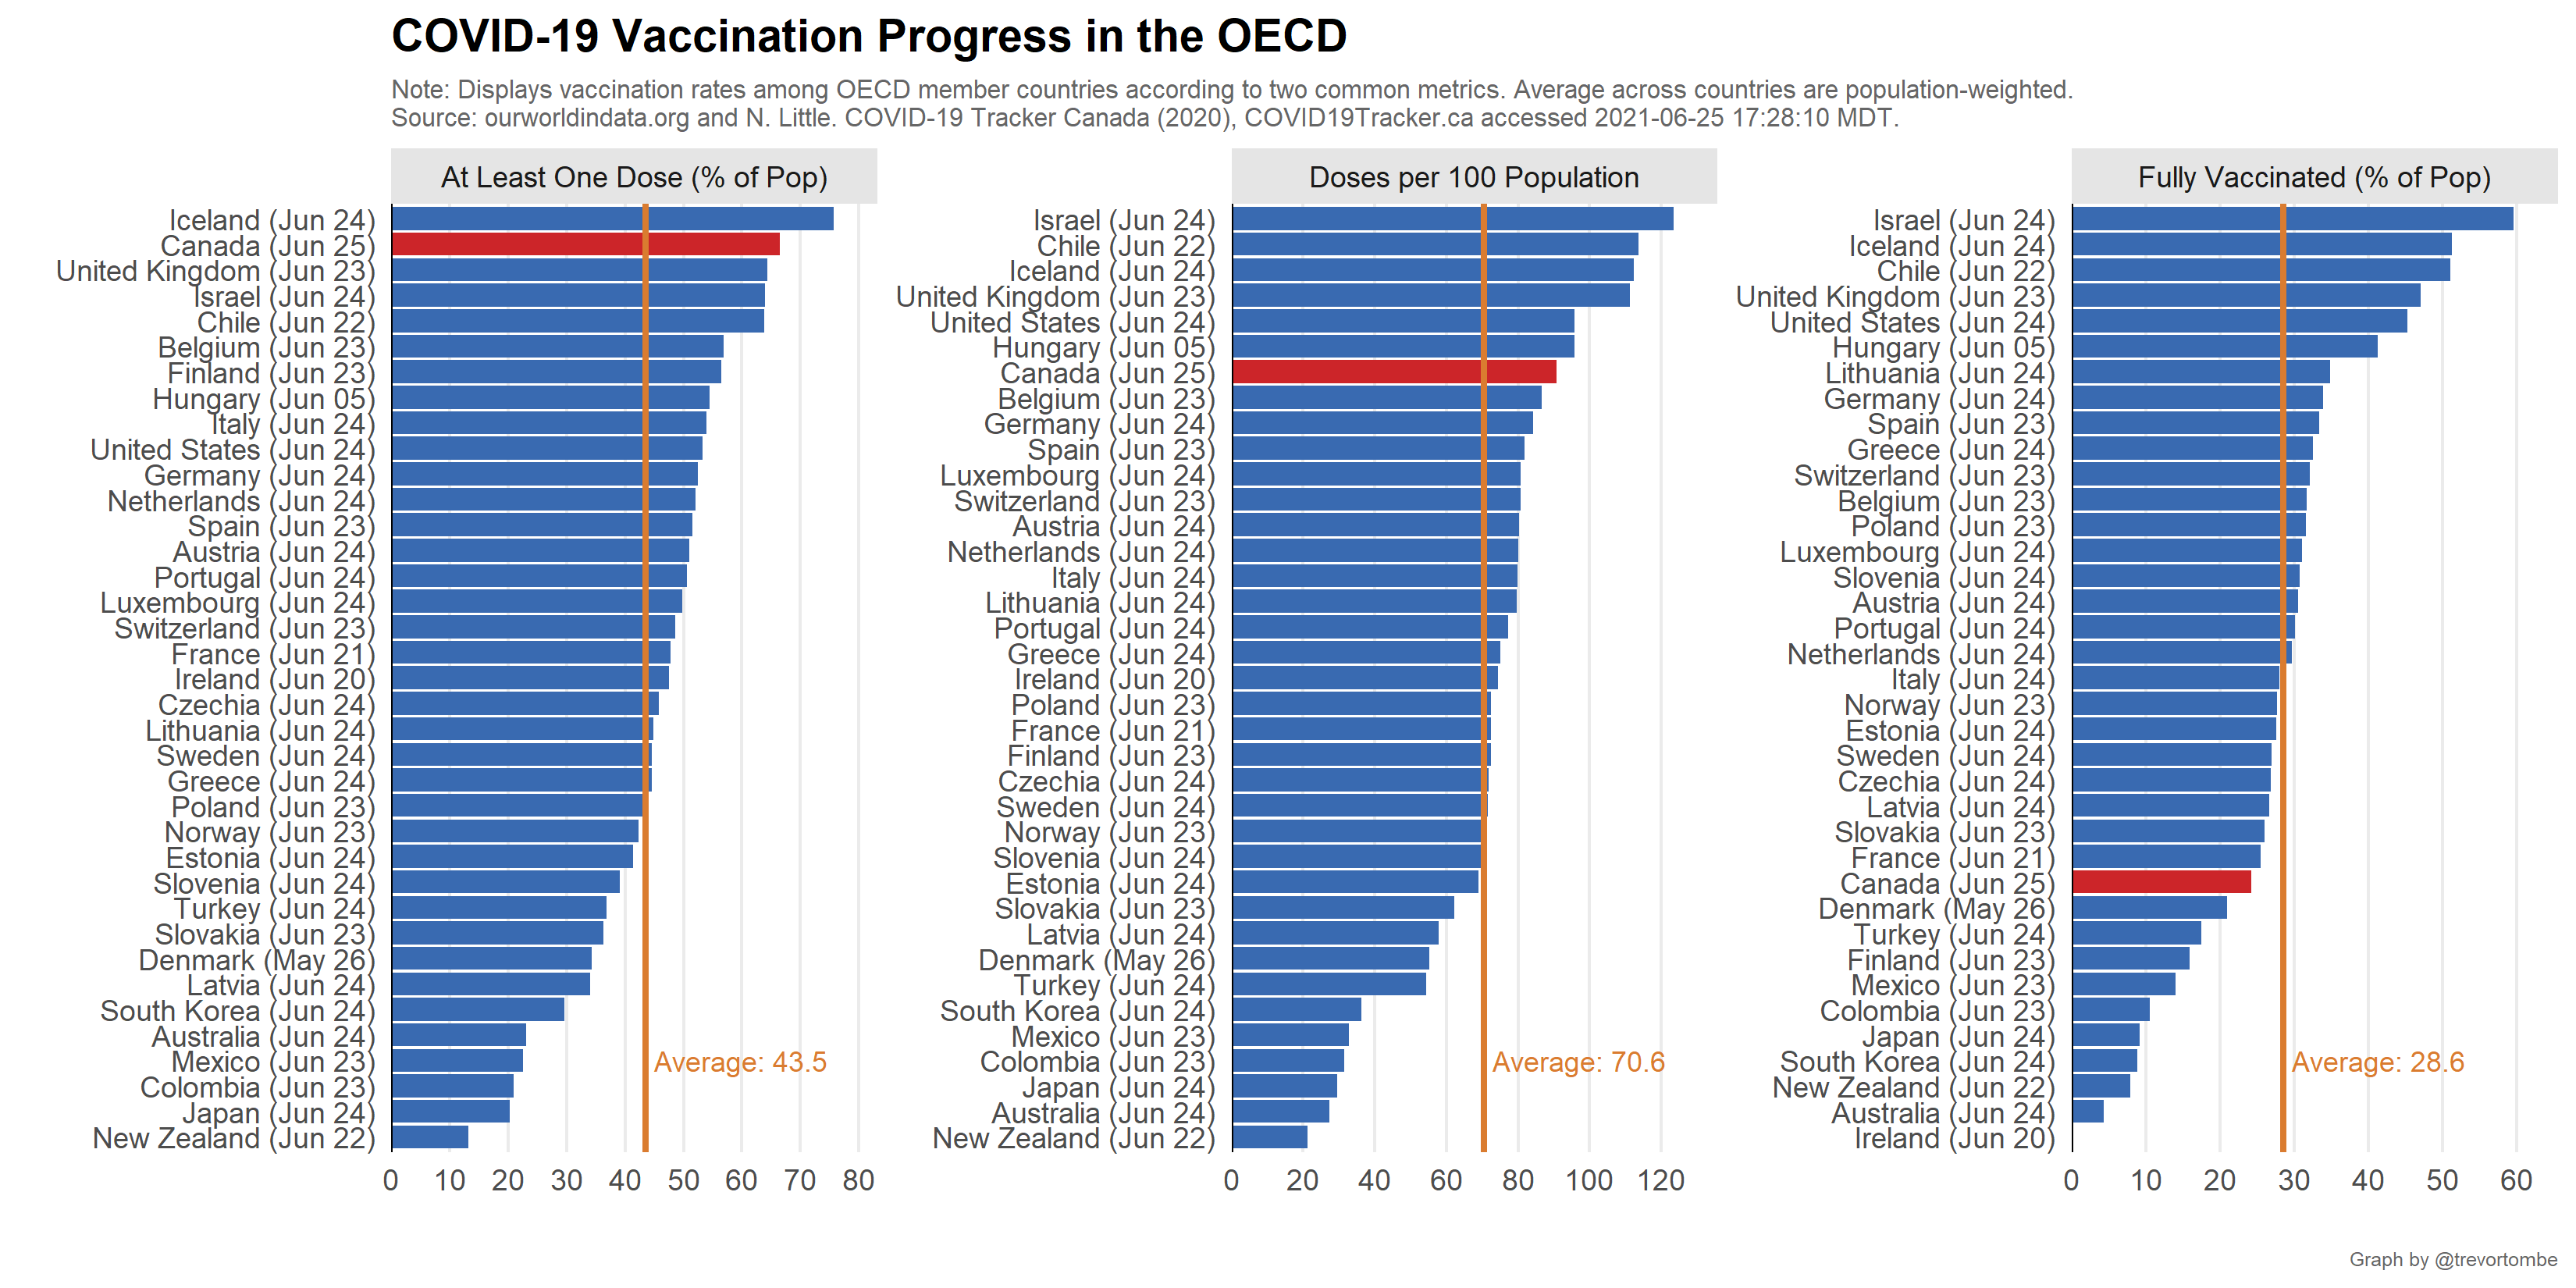 COVID-19 Vaccination Progress in the OECD
Note: Displays vaccination rates among OECD member countries according to two common metrics. Average across countries are population-weighted.
Source: ourworldindata.org and N. Little. COVID-19 Tracker Canada (2020), COVID19Tracker.ca accessed 2021-06-25 17:28:10 MDT.
At Least One Dose (% of Pop)
Iceland (Jun 24)
Canada (Jun 25)
United Kingdom (Jun 23)
Israel (Jun 24)
Chile (Jun 22)
Belgium (Jun 23)
Finland (Jun 23)
Hungary (Jun 05)
Italy (Jun 24)
United States (Jun 24)
Germany (Jun 24)
Netherlands (Jun 24)
Spain (Jun 23)
Austria (Jun 24)
Portugal (Jun 24)
Luxembourg (Jun 24)
Switzerland (Jun 23)
France (Jun 21)
Ireland (Jun 20)
Czechia (Jun 24)
Lithuania (Jun 24)
Sweden (Jun 24)
Greece (Jun 24)
Poland (Jun 23)
Norway (Jun 23)
Estonia (Jun 24)
Slovenia (Jun 24)
Turkey (Jun 24)
Slovakia (Jun 23)
Denmark (May 26)
Latvia (Jun 24)
South Korea (Jun 24)
Australia (Jun 24)
Mexico (Jun 23)
Colombia (Jun 23)
Japan (Jun 24)
New Zealand (Jun 22)
Average: 43.5
0 10 20 30 40 50 60 70 80
Doses per 100 Population
Israel (Jun 24)
Chile (Jun 22)
Iceland (Jun 24)
United Kingdom (Jun 23)
United States (Jun 24)
Hungary (Jun 05)
Canada (Jun 25)
Belgium (Jun 23)
Germany (Jun 24)
Spain (Jun 23)
Luxembourg (Jun 24)
Switzerland (Jun 23)
Austria (Jun 24)
Netherlands (Jun 24)
Italy (Jun 24)
Lithuania (Jun 24)
Portugal (Jun 24)
Greece (Jun 24)
Ireland (Jun 20)
Poland (Jun 23)
France (Jun 21)
Finland (Jun 23)
Czechia (Jun 24)
Sweden (Jun 24)
Norway (Jun 23)
Slovenia (Jun 24)
Estonia (Jun 24)
Slovakia (Jun 23)
Latvia (Jun 24)
Denmark (May 26)
Turkey (Jun 24)
South Korea (Jun 24)
Mexico (Jun 23)
Colombia (Jun 23)
Japan (Jun 24)
Australia (Jun 24)
New Zealand (Jun 22)
Average: 70.6
0 20 40 60 80 100 120
Fully Vaccinated (% of Pop)
Israel (Jun 24)
Iceland (Jun 24)
Chile (Jun 22)
United Kingdom (Jun 23)
United States (Jun 24)
Hungary (Jun 05)
Lithuania (Jun 24)
Germany (Jun 24)
Spain (Jun 23)
Greece (Jun 24)
Switzerland (Jun 23)
Belgium (Jun 23)
Poland (Jun 23)
Luxembourg (Jun 24)
Slovenia (Jun 24)
Austria (Jun 24)
Portugal (Jun 24)
Netherlands (Jun 24)
Italy (Jun 24)
Norway (Jun 23)
Estonia (Jun 24)
Sweden (Jun 24)
Czechia (Jun 24)
Latvia (Jun 24)
Slovakia (Jun 23)
France (Jun 21)
Canada (Jun 25)
Denmark (May 26)
Turkey (Jun 24)
Finland (Jun 23)
Mexico (Jun 23)
Colombia (Jun 23)
Japan (Jun 24)
South Korea (Jun 24)
New Zealand (Jun 22)
Australia (Jun 24)
Ireland (Jun 20)
Average: 28.6
0 10 20 30 40 50 60
Graph by @trevortombe